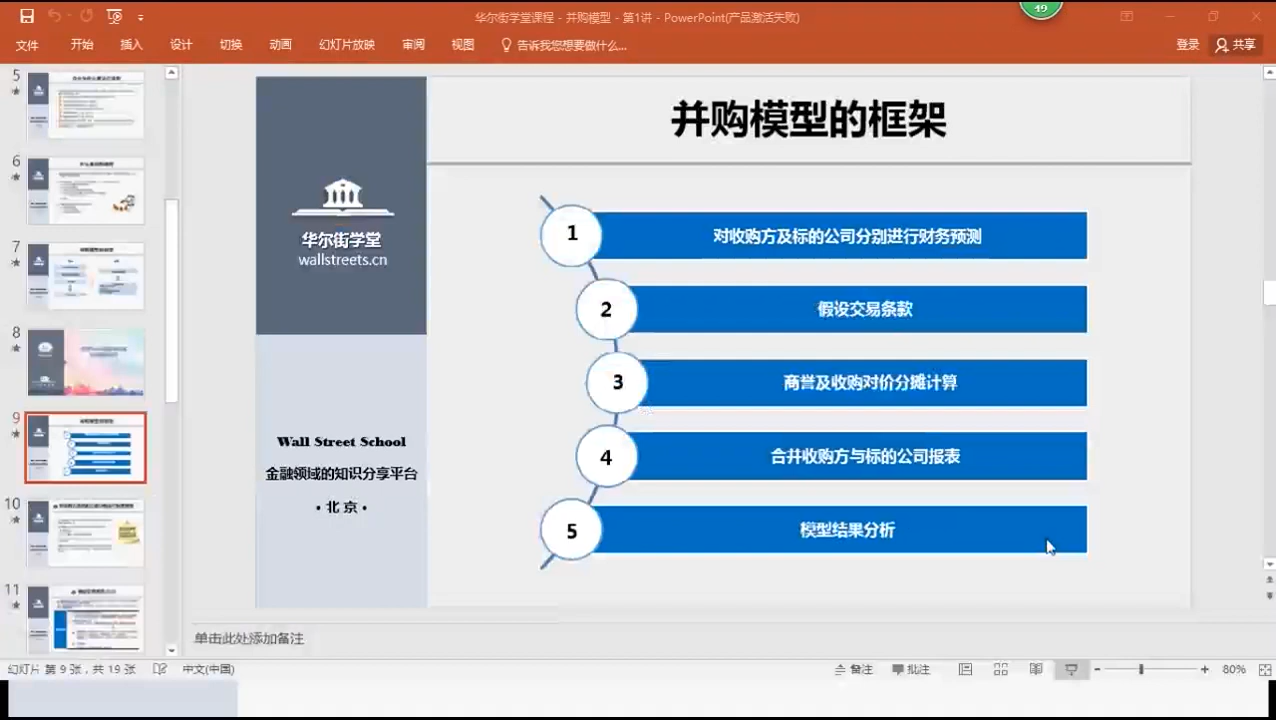 19
华尔街学堂课程 - 并购模型 - 第1讲 - PowerPoint(产品激活失败)
文件 开始 插入 设计 切换 动画 幻灯片放映 审阅 视图 告诉我您想要做什么... 登录 共享
5
6
7
8
9
10
11
并购模型的框架
华尔街学堂
wallstreets.cn
Wall Street School
金融领域的知识分享平台
• 北 京 •
1 对收购方及标的公司分别进行财务预测
2 假设交易条款
3 商誉及收购对价分摊计算
4 合并收购方与标的公司报表
5 模型结果分析
单击此处添加备注
幻灯片 第 9 张，共 19 张 中文(中国) 备注 批注 80%